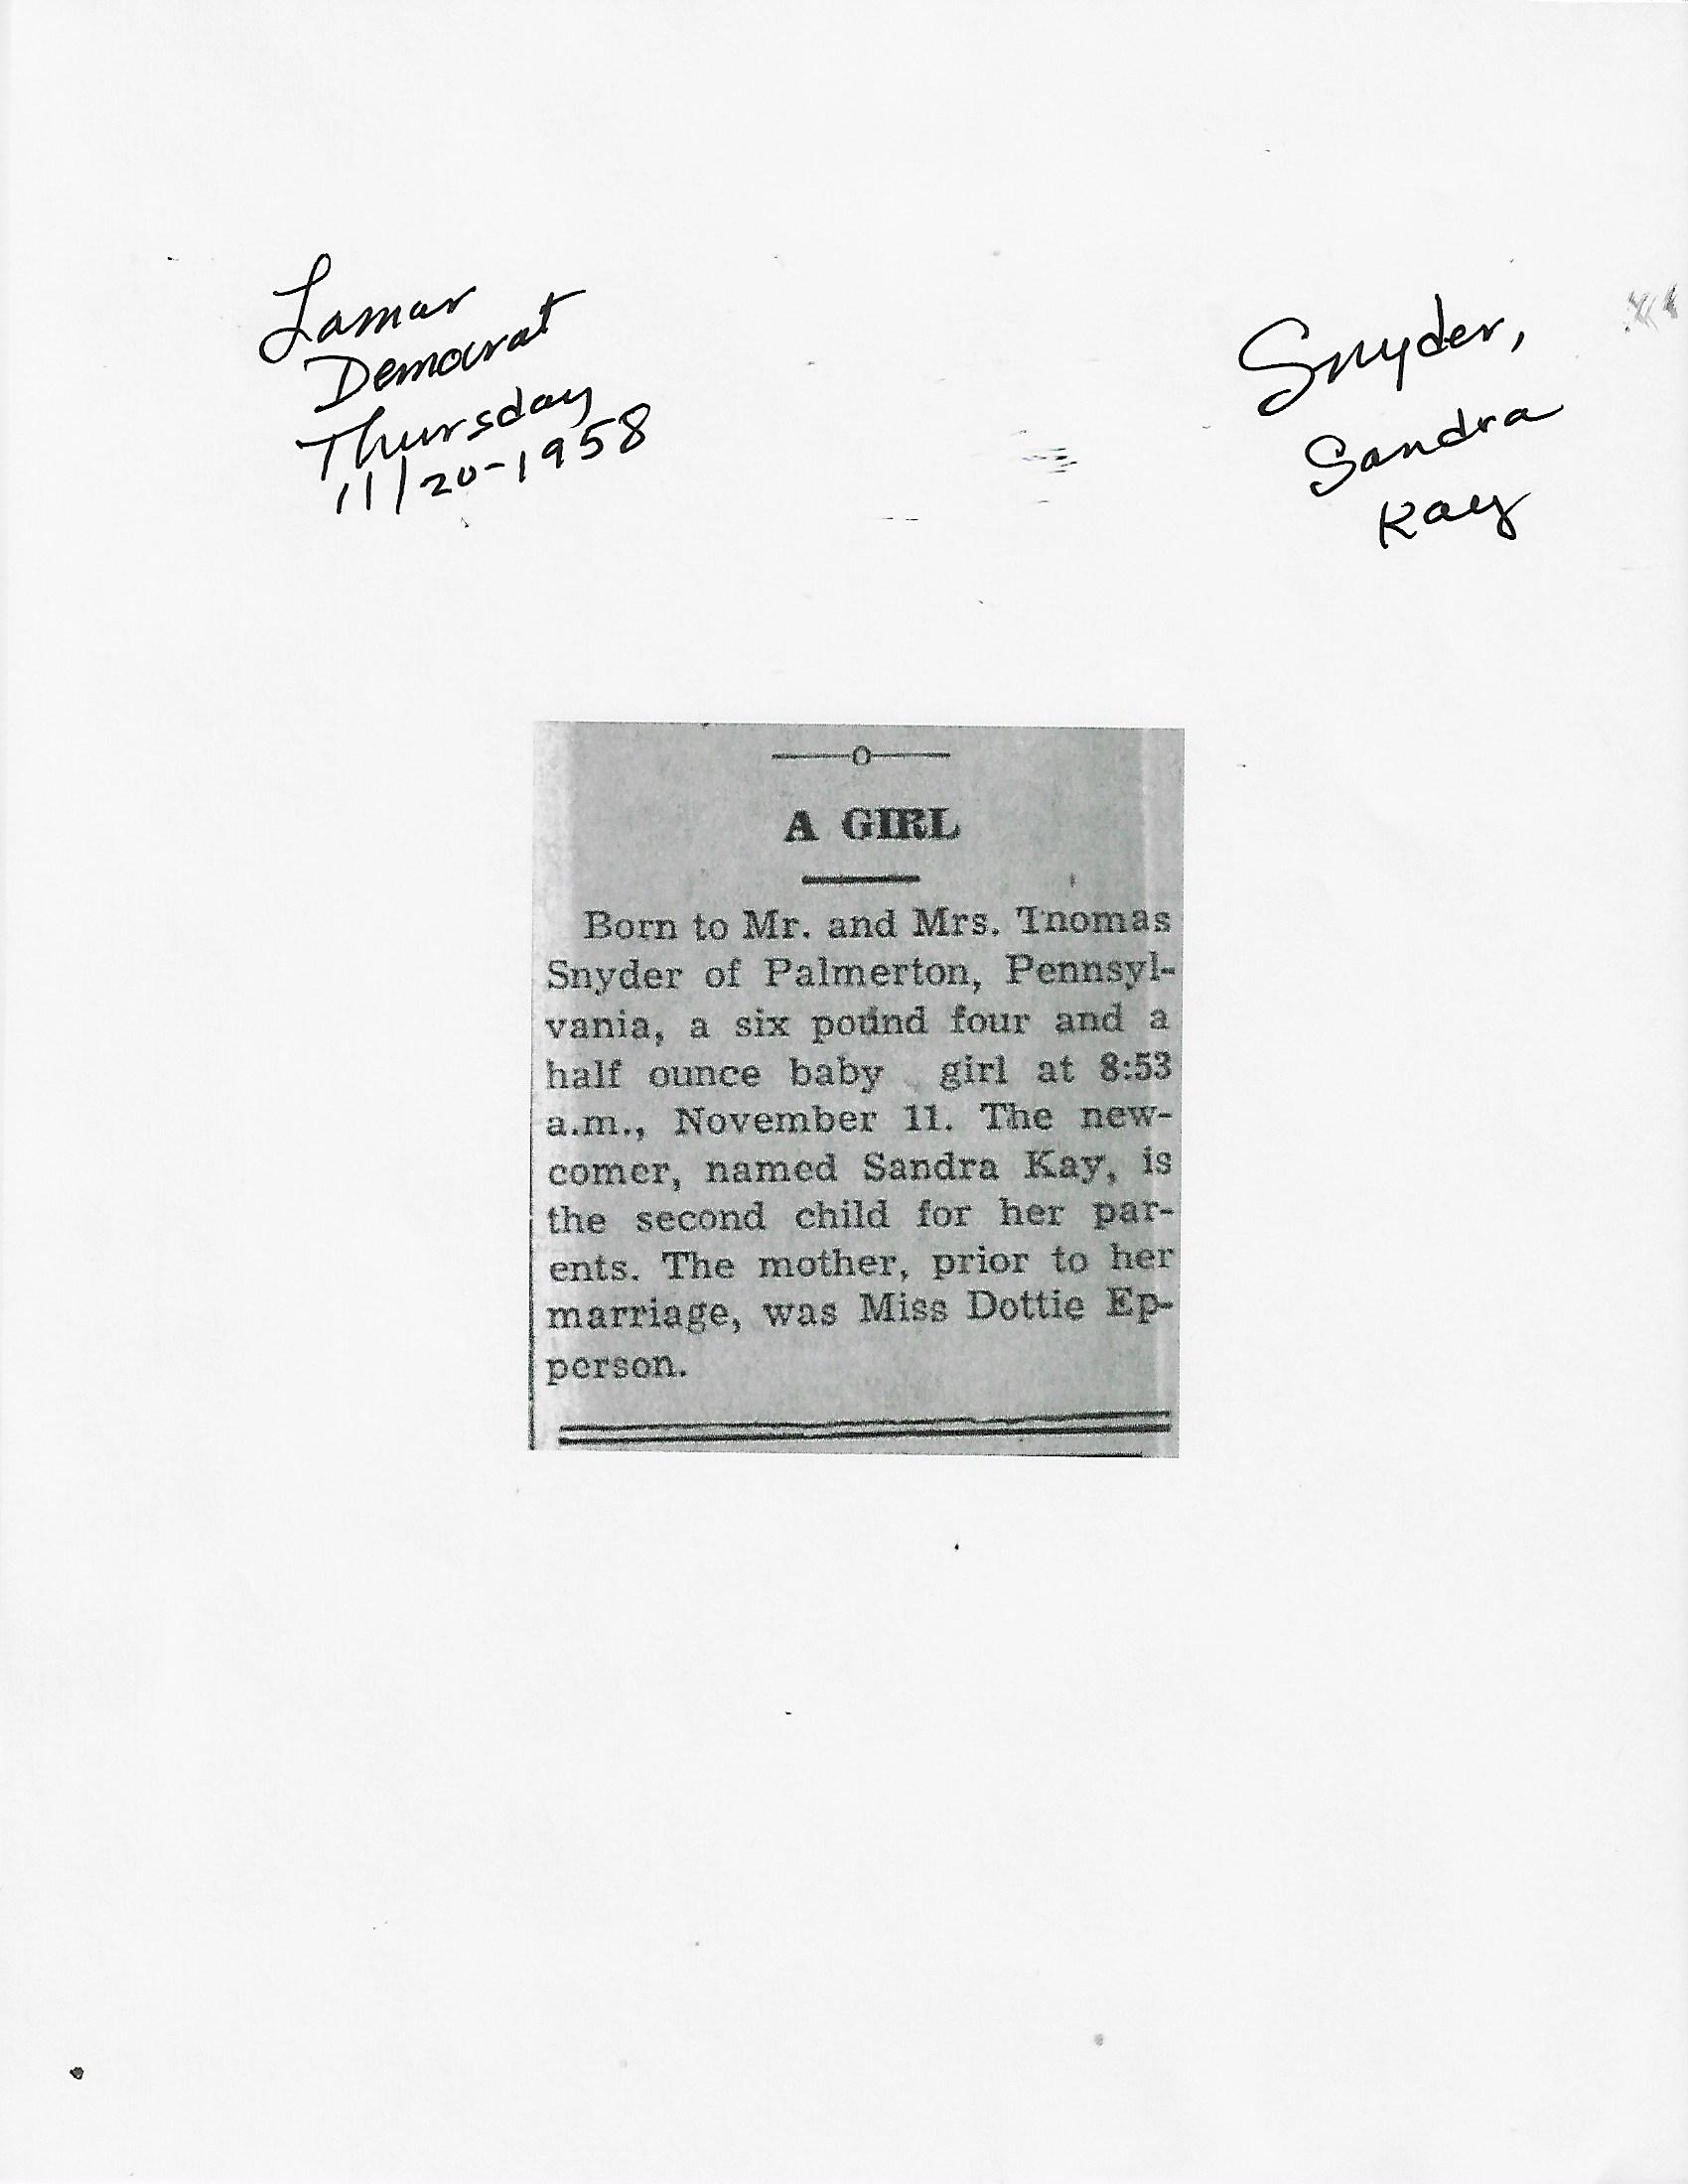 Lamar
Democrat
Thursday
11/20-1958
Snyder,
Sandra
Kay
A GIRL
Born to Mr. and Mrs. Thomas
Snyder of Palmerton, Pennsyl-
vania, a six pound four and a
half ounce baby girl at 8:53
a.m., November 11. The new-
comer, named Sandra Kay, is
the second child for her par-
ents. The mother, prior to her
marriage, was Miss Dottie Ep-
person.